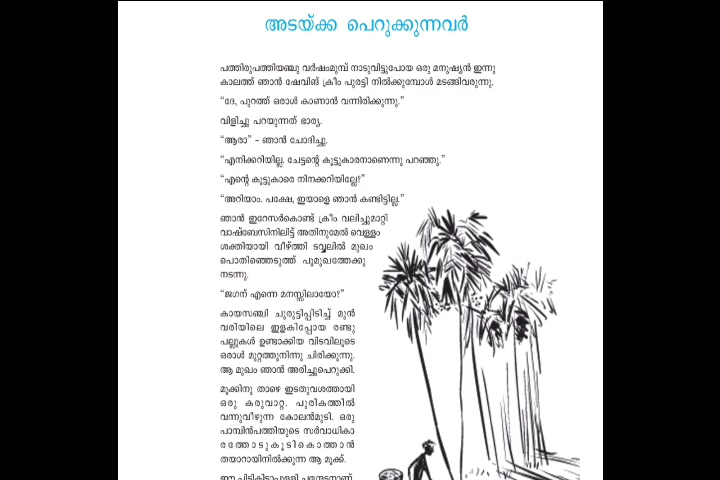 അടയ്ക്ക പെറുക്കുന്നവർ
പത്തിരുപത്തിയഞ്ചു വർഷംമുമ്പ് നാടുവിട്ടുപോയ ഒരു മനുഷ്യൻ ഇന്നു
കാലത്ത് ഞാൻ ഷേവിങ് ക്രീം പുരട്ടി നിൽക്കുമ്പോൾ മടങ്ങിവരുന്നു.
“ദേ, പുറത്ത് ഒരാൾ കാണാൻ വന്നിരിക്കുന്നു.”
വിളിച്ചു പറയുന്നത് ഭാര്യ.
“ആരാ” - ഞാൻ ചോദിച്ചു.
“എനിക്കറിയില്ല. ചേട്ടന്റെ കൂട്ടുകാരനാണെന്നു പറഞ്ഞു.”
“എന്റെ കൂട്ടുകാരെ നിനക്കറിയില്ലേ?”
“അറിയാം. പക്ഷേ, ഇയാളെ ഞാൻ കണ്ടിട്ടില്ല.”
ഞാൻ ഇറേസർകൊണ്ട് ക്രീം വലിച്ചുമാറ്റി
വാഷ്ബേസിനിലിട്ട് അതിനുമേൽ വെള്ളം
ശക്തിയായി വീഴ്ത്തി ടവ്വലിൽ മുഖം
പൊതിഞ്ഞെടുത്ത് പൂമുഖത്തേക്കു
നടന്നു.
“ജഗന് എന്നെ മനസ്സിലായോ?”
കായസഞ്ചി ചുരുട്ടിപ്പിടിച്ച് മുൻ
വരിയിലെ ഇളകിപ്പോയ രണ്ടു
പല്ലുകൾ ഉണ്ടാക്കിയ വിടവിലൂടെ
ഒരാൾ മുറ്റത്തുനിന്നു ചിരിക്കുന്നു.
ആ മുഖം ഞാൻ അരിച്ചുപെറുക്കി.
മൂക്കിനു താഴെ ഇടതുവശത്തായി
ഒരു കരുവാറ്റ. പുരികത്തിൽ
വന്നുവീഴുന്ന കോലൻമുടി. ഒരു
പാമ്പിൻപത്തിയുടെ സർവാധികാ
രത്തോടുകൂടികൊത്താൻ
തയാറായിനിൽക്കുന്ന ആ മൂക്ക്.